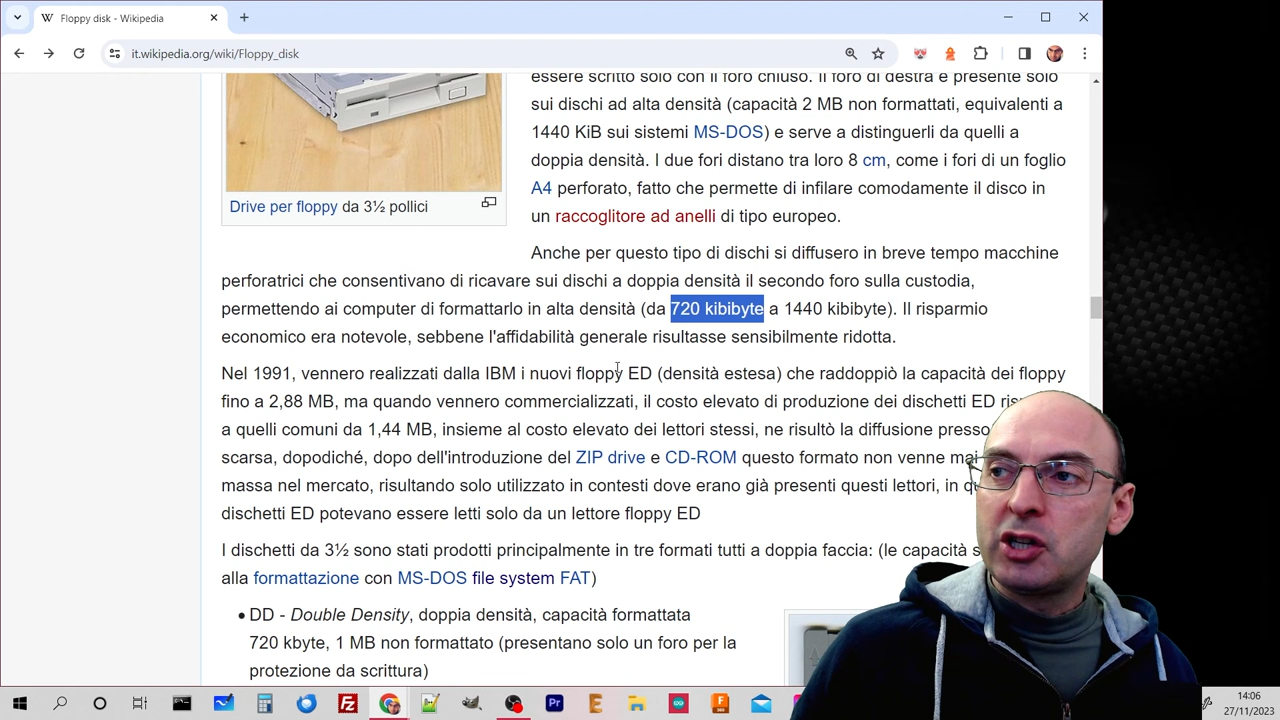 Floppy disk - Wikipedia
it.wikipedia.org/wiki/Floppy_disk
essere scritto solo con il foro chiuso. Il foro di destra è presente solo
sui dischi ad alta densità (capacità 2 MB non formattati, equivalenti a
1440 KiB sui sistemi MS-DOS) e serve a distinguerli da quelli a
doppia densità. I due fori distano tra loro 8 cm, come i fori di un foglio
A4 perforato, fatto che permette di infilare comodamente il disco in
un raccoglitore ad anelli di tipo europeo.
Drive per floppy da 3½ pollici
Anche per questo tipo di dischi si diffusero in breve tempo macchine
perforatrici che consentivano di ricavare sui dischi a doppia densità il secondo foro sulla custodia,
permettendo ai computer di formattarlo in alta densità (da 720 kibibyte a 1440 kibibyte). Il risparmio
economico era notevole, sebbene l'affidabilità generale risultasse sensibilmente ridotta.
Nel 1991, vennero realizzati dalla IBM i nuovi floppy ED (densità estesa) che raddoppiò la capacità dei floppy
fino a 2,88 MB, ma quando vennero commercializzati, il costo elevato di produzione dei dischetti ED
a quelli comuni da 1,44 MB, insieme al costo elevato dei lettori stessi, ne risultò la diffusione presso
scarsa, dopodiché, dopo dell'introduzione del ZIP drive e CD-ROM questo formato non venne mai
massa nel mercato, risultando solo utilizzato in contesti dove erano già presenti questi lettori, in
dischetti ED potevano essere letti solo da un lettore floppy ED
I dischetti da 3½ sono stati prodotti principalmente in tre formati tutti a doppia faccia: (le capacità
alla formattazione con MS-DOS file system FAT)
• DD - Double Density, doppia densità, capacità formattata
720 kbyte, 1 MB non formattato (presentano solo un foro per la
protezione da scrittura)
14:06
27/11/2023